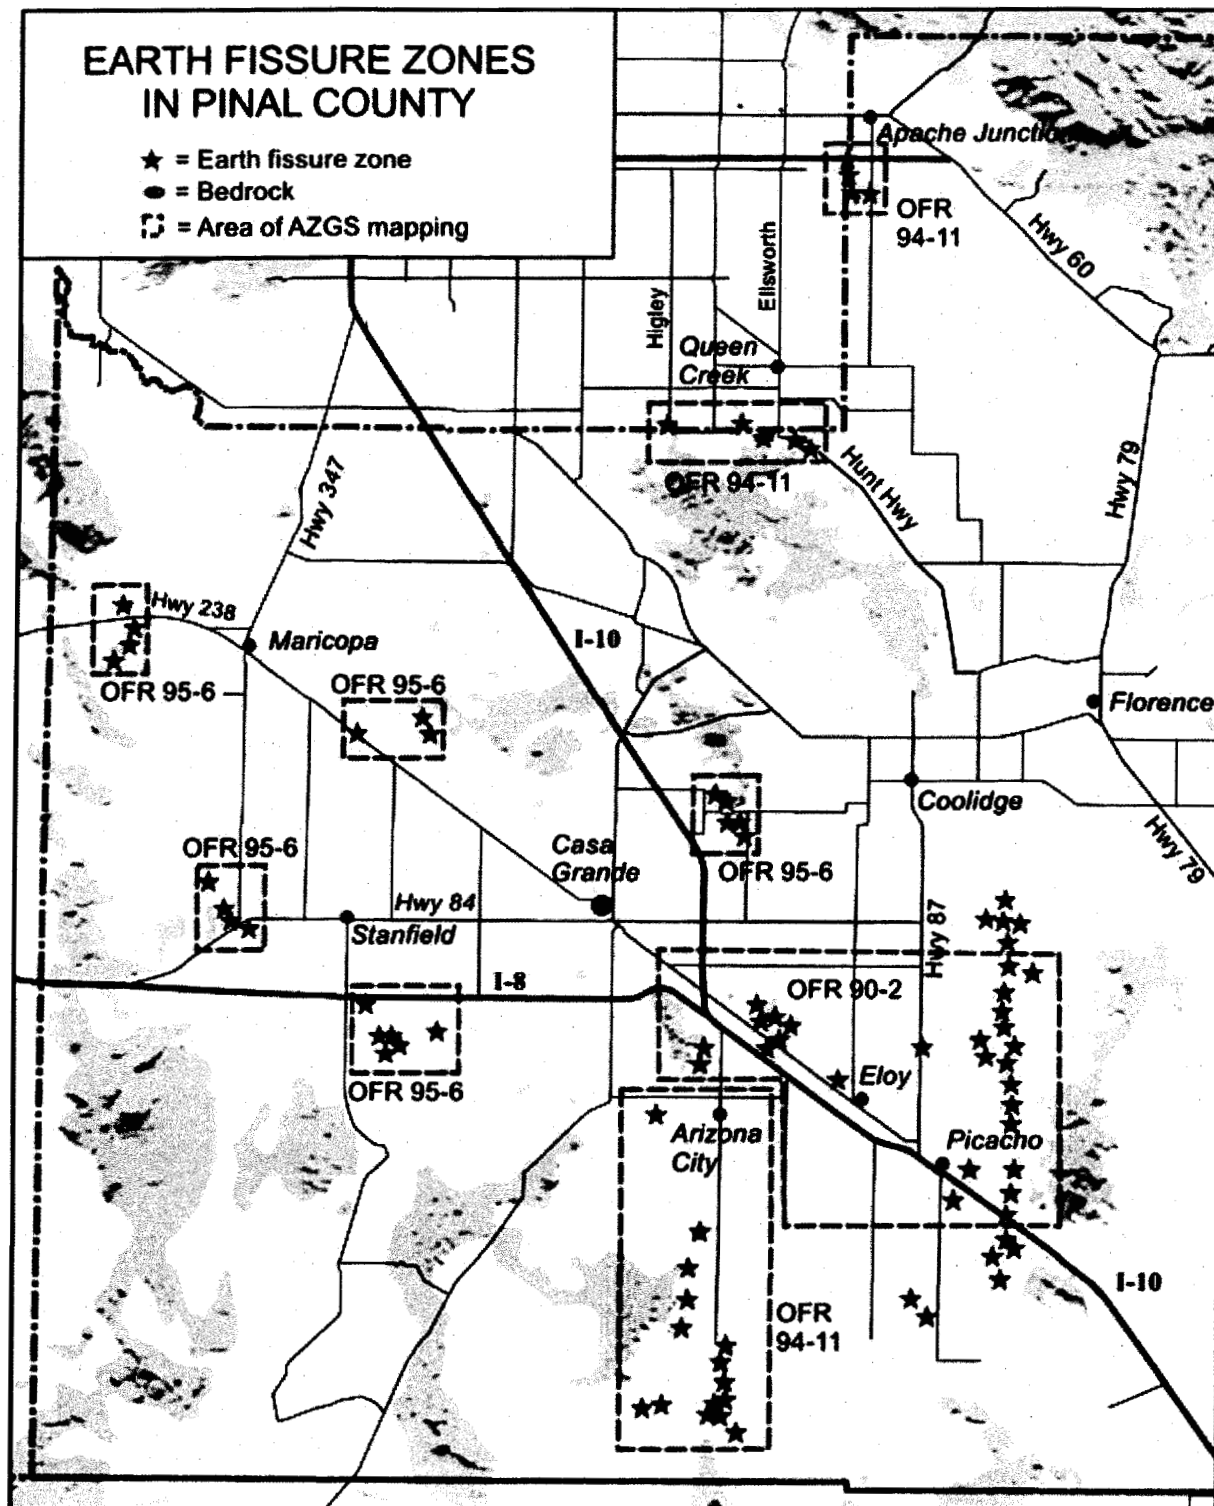 EARTH FISSURE ZONES
IN PINAL COUNTY
★ = Earth fissure zone
= Bedrock
= Area of AZGS mapping
Apache Junction
OFR
94-11
Hwy 60
Ellsworth
Higley
Queen
Creek
OFR 94-11
Hunt Hwy
Hwy 79
Hwy 347
Hwy 238
Maricopa
I-10
OFR 95-6
OFR 95-6
Florence
Coolidge
Hwy 79
OFR 95-6
Casa
Grande
OFR 95-6
Hwy 84
Stanfield
Hwy 87
I-8
OFR 90-2
OFR 95-6
Eloy
Arizona
City
Picacho
I-10
OFR
94-11